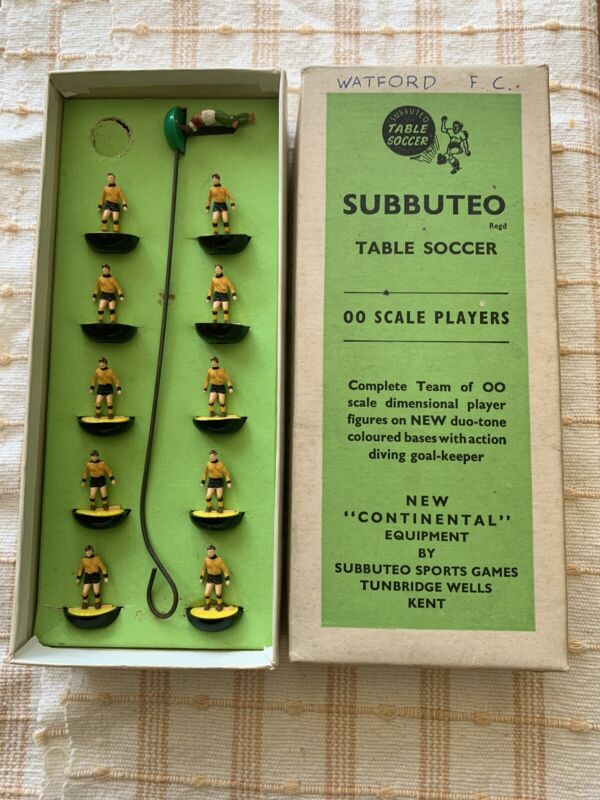 WATFORD F.C.
SUBBUTEO
TABLE
SOCCER
SUBBUTEO
Regd
TABLE SOCCER
OO SCALE PLAYERS
Complete Team of OO
scale dimensional player
figures on NEW duo-tone
coloured bases with action
diving goal-keeper
NEW
"CONTINENTAL"
EQUIPMENT
BY
SUBBUTEO SPORTS GAMES
TUNBRIDGE WELLS
KENT